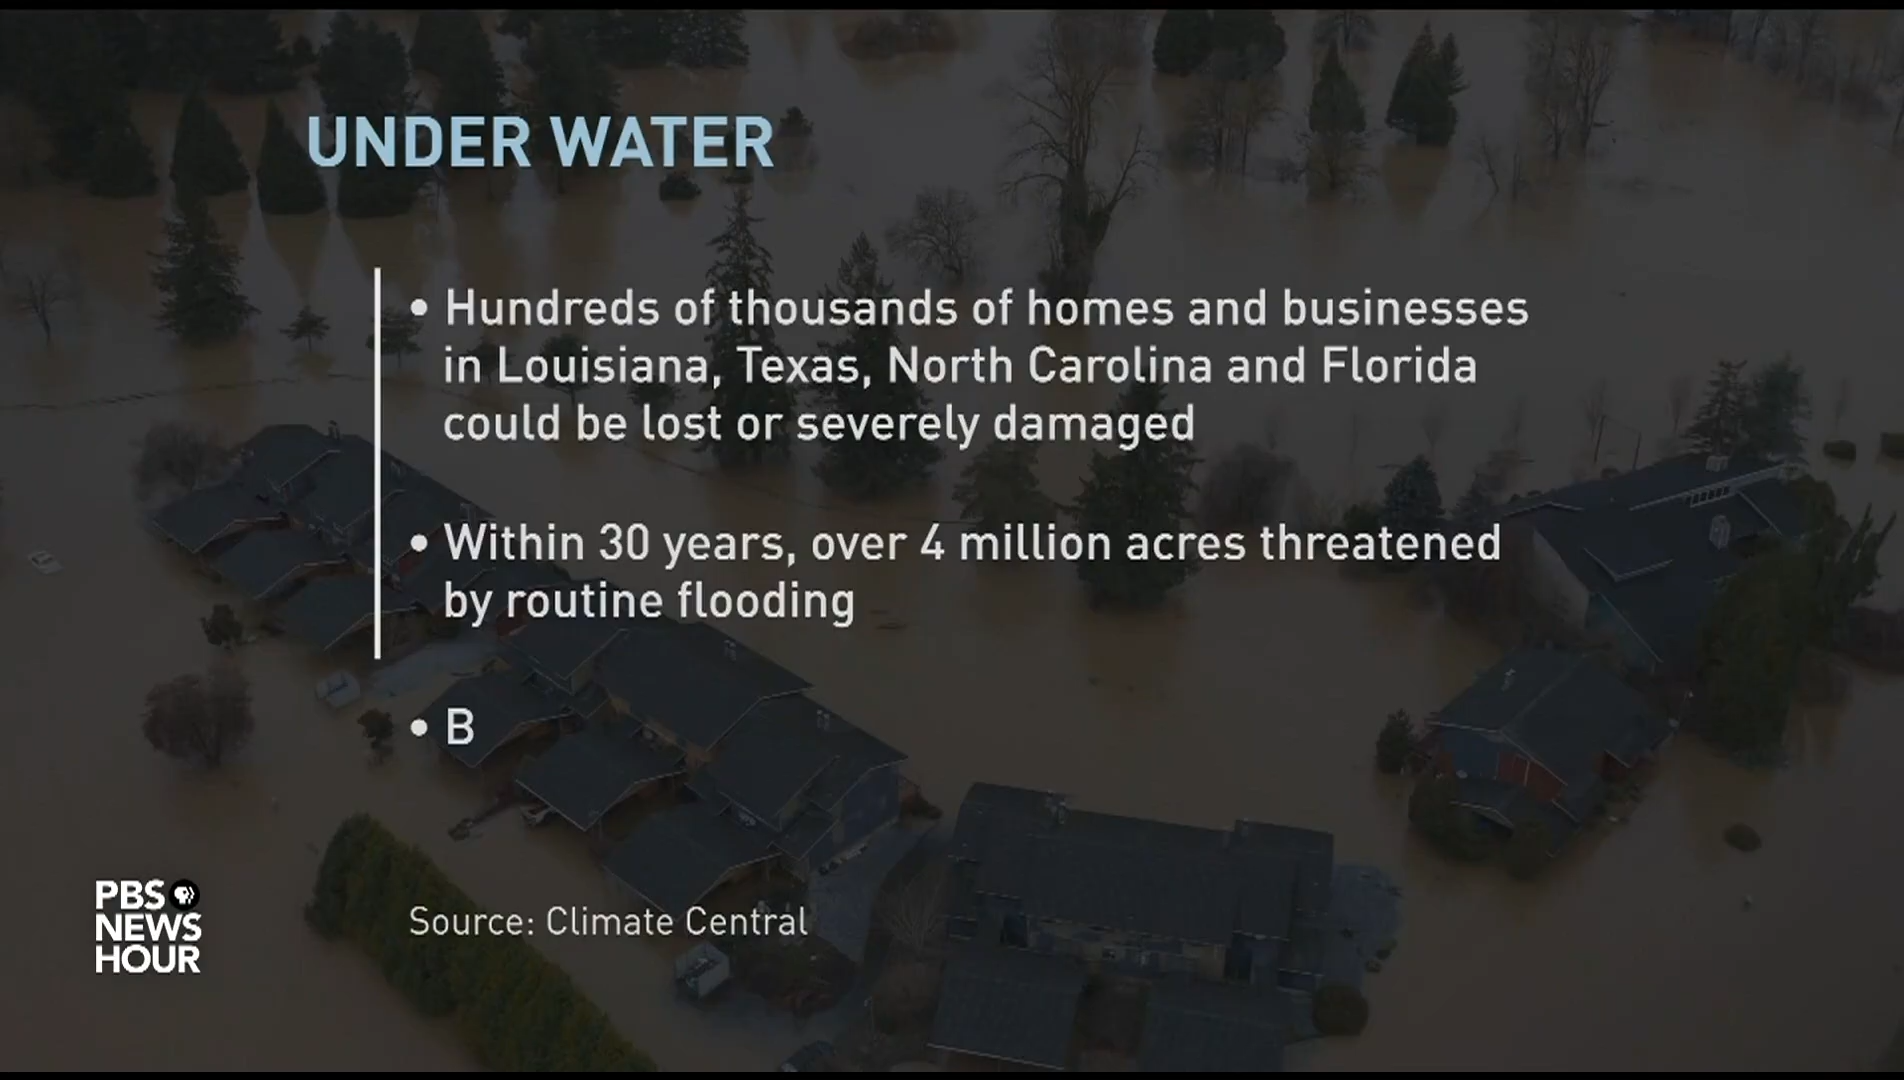 UNDER WATER
• Hundreds of thousands of homes and businesses
in Louisiana, Texas, North Carolina and Florida
could be lost or severely damaged
• Within 30 years, over 4 million acres threatened
by routine flooding
• B
Source: Climate Central
PBS
NEWS
HOUR